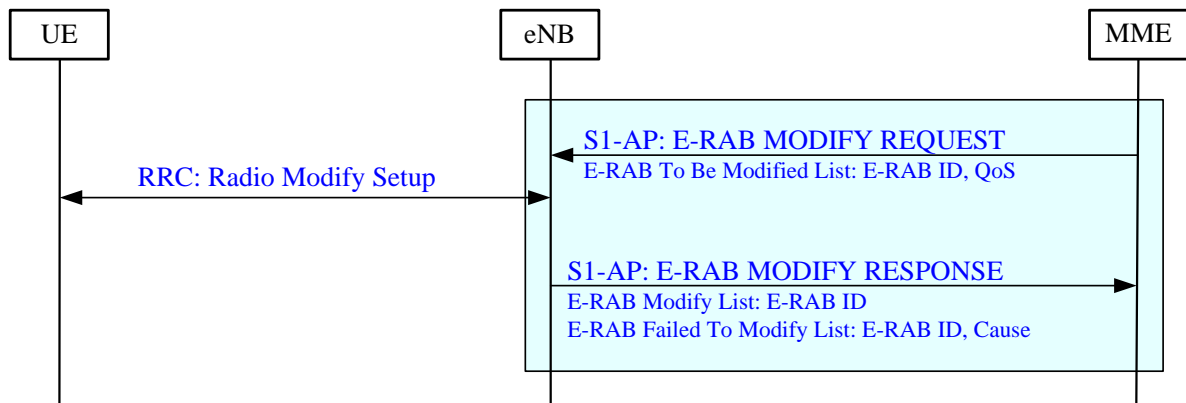 UE
eNB
MME
S1-AP: E-RAB MODIFY REQUEST
E-RAB To Be Modified List: E-RAB ID, QoS
RRC: Radio Modify Setup
S1-AP: E-RAB MODIFY RESPONSE
E-RAB Modify List: E-RAB ID
E-RAB Failed To Modify List: E-RAB ID, Cause